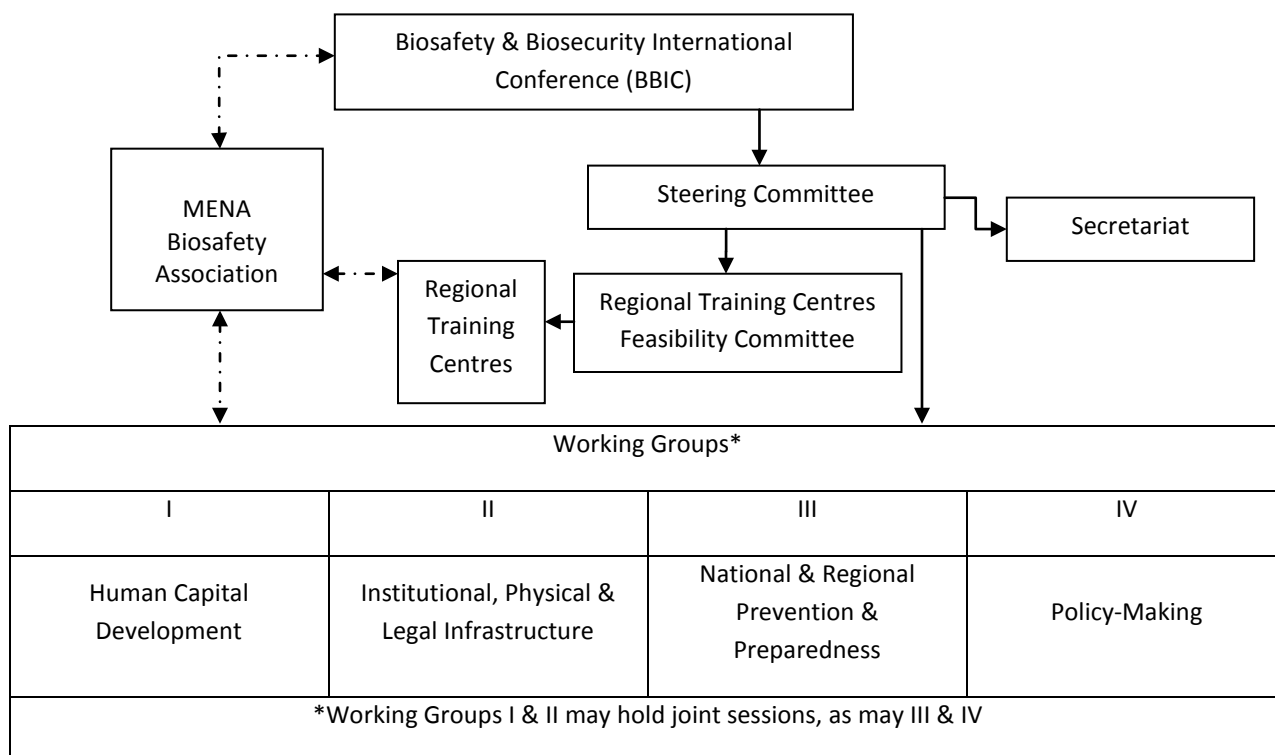 Biosafety & Biosecurity International
Conference (BBIC)
MENA
Biosafety
Association
Steering Committee
Secretariat
Regional
Training
Centres
Regional Training Centres
Feasibility Committee
Working Groups*
I
II
III
IV
Human Capital
Development
Institutional, Physical &
Legal Infrastructure
National & Regional
Prevention &
Preparedness
Policy-Making
*Working Groups I & II may hold joint sessions, as may III & IV